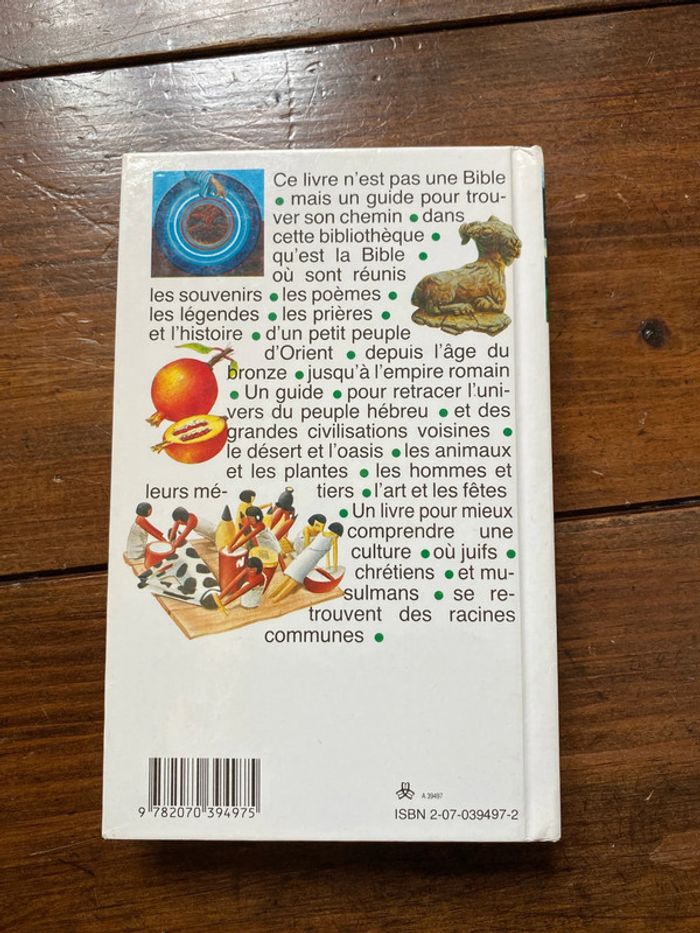 Ce livre n'est pas une Bible
• mais un guide pour trou-
ver son chemin • dans
cette bibliothèque •
qu'est la Bible •
où sont réunis
les souvenirs • les poèmes •
les légendes • les prières •
et l'histoire • d'un petit peuple
d'Orient • depuis l'âge du
bronze • jusqu'à l'empire romain
• Un guide • pour retracer l'uni-
vers du peuple hébreu • et des
grandes civilisations voisines •
le désert et l'oasis • les animaux
et les plantes • les hommes et
leurs mé- tiers • l'art et les fêtes
• Un livre pour mieux
comprendre une
culture • où juifs •
chrétiens • et mu-
sulmans • se re-
trouvent des racines
communes •
9 782070 394975
A 39497
ISBN 2-07-039497-2